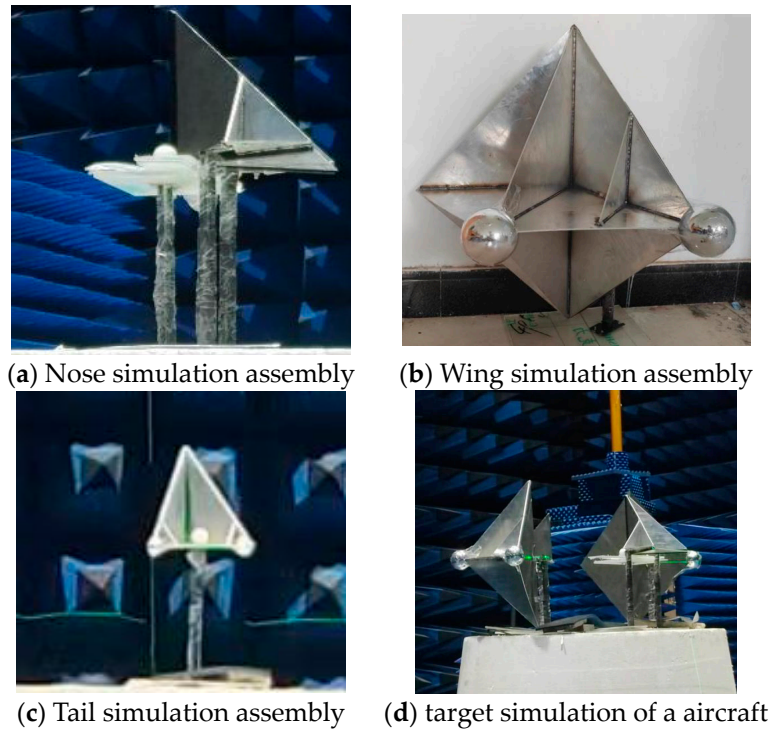 (a) Nose simulation assembly
(b) Wing simulation assembly
(c) Tail simulation assembly
(d) target simulation of a aircraft